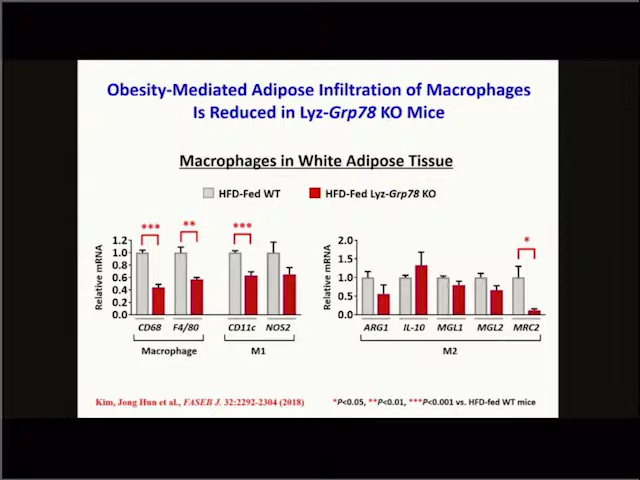 Obesity-Mediated Adipose Infiltration of Macrophages
Is Reduced in Lyz-Grp78 KO Mice
Macrophages in White Adipose Tissue
HFD-Fed WT
HFD-Fed Lyz-Grp78 KO
Relative mRNA
1.2
1.0
0.8
0.6
0.4
0.2
0.0
***
**
***
CD68
F4/80
CD11c
NOS2
Macrophage
M1
Relative mRNA
2.0
1.5
1.0
0.5
0.0
*
ARG1
IL-10
MGL1
MGL2
MRC2
M2
Kim, Jong Hun et al., FASEB J. 32:2292-2304 (2018)
*P<0.05, **P<0.01, ***P<0.001 vs. HFD-fed WT mice